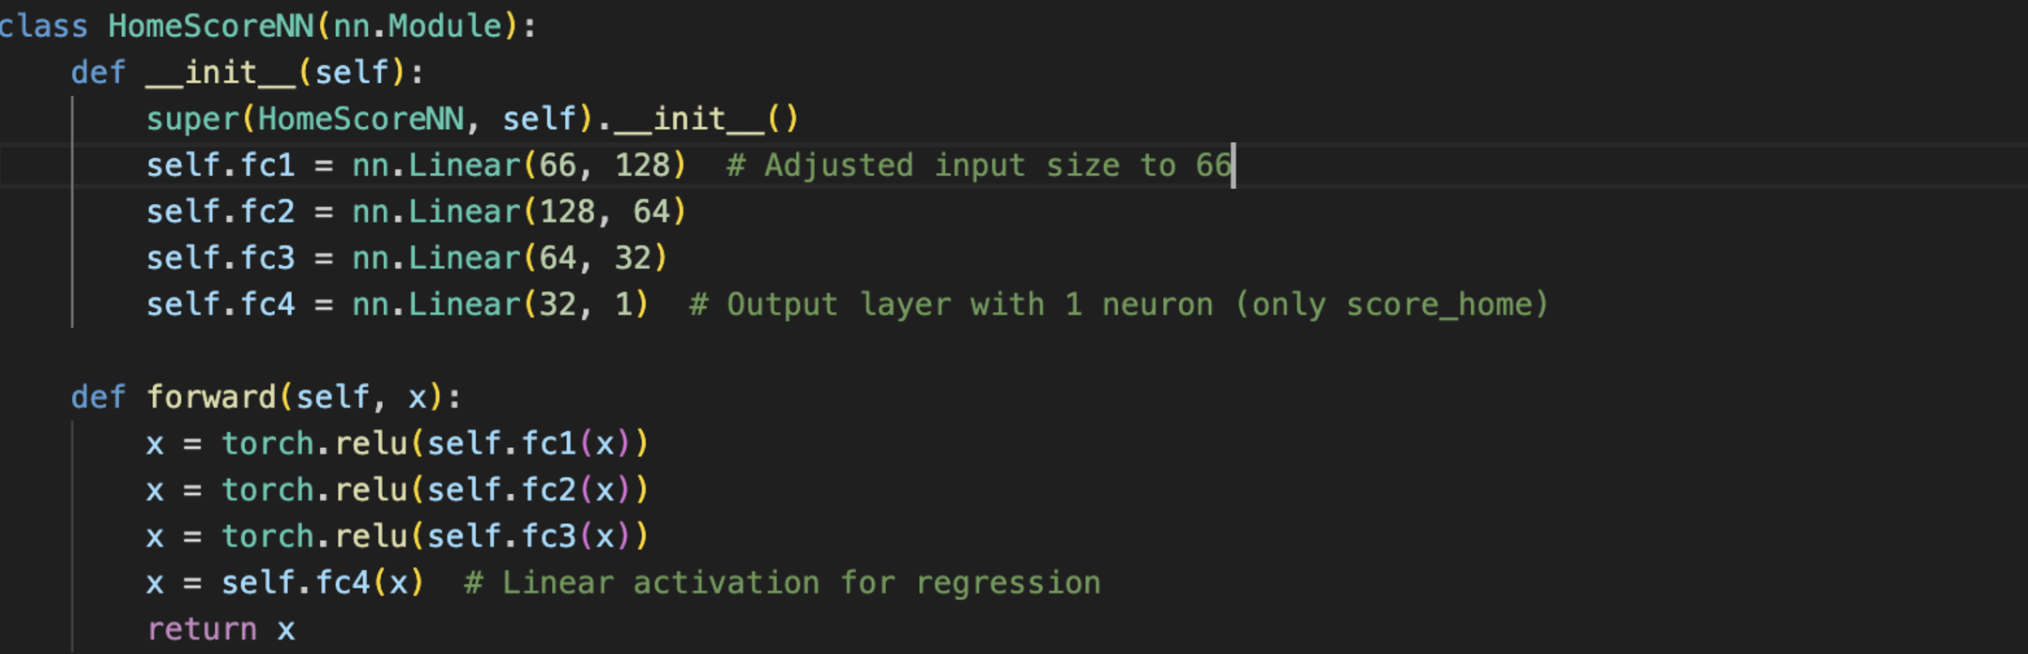 class HomeScoreNN(nn.Module):
    def __init__(self):
        super(HomeScoreNN, self).__init__()
        self.fc1 = nn.Linear(66, 128)  # Adjusted input size to 66
        self.fc2 = nn.Linear(128, 64)
        self.fc3 = nn.Linear(64, 32)
        self.fc4 = nn.Linear(32, 1)  # Output layer with 1 neuron (only score_home)
    def forward(self, x):
        x = torch.relu(self.fc1(x))
        x = torch.relu(self.fc2(x))
        x = torch.relu(self.fc3(x))
        x = self.fc4(x)  # Linear activation for regression
        return x